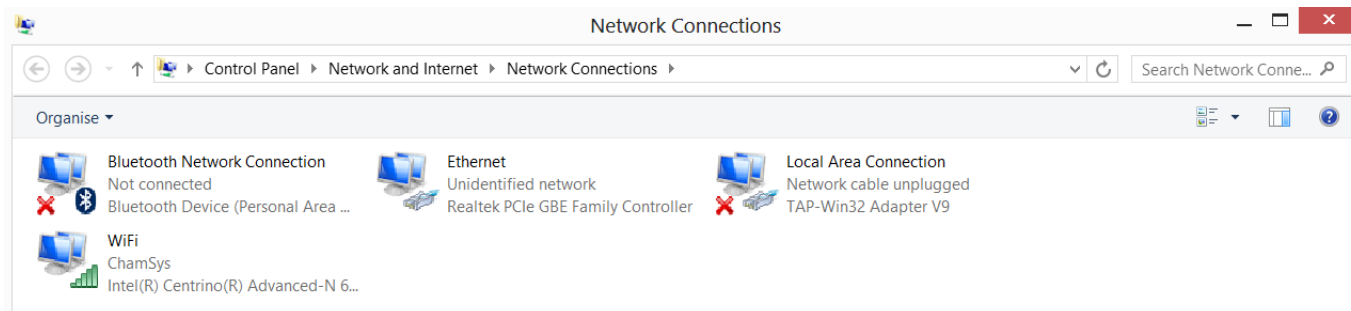 Network Connections
Control Panel Network and Internet Network Connections
Search Network Conne...
Organise
Bluetooth Network Connection
Not connected
Bluetooth Device (Personal Area ...
Ethernet
Unidentified network
Realtek PCIe GBE Family Controller
Local Area Connection
Network cable unplugged
TAP-Win32 Adapter V9
WiFi
ChamSys
Intel(R) Centrino(R) Advanced-N 6...